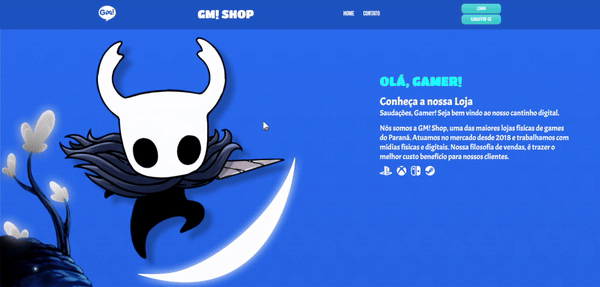 GM!
GM! SHOP
HOME
CONTATO
LOGIN
CADASTRE-SE
OLÁ, GAMER!
Conheça a nossa Loja
Saudações, Gamer! Seja bem vindo ao nosso cantinho digital.
Nós somos a GM! Shop, uma das maiores lojas físicas de games
do Paraná. Atuamos no mercado desde 2018 e trabalhamos com
mídias físicas e digitais. Nossa filosofia de vendas, é trazer o
melhor custo benefício para nossos clientes.